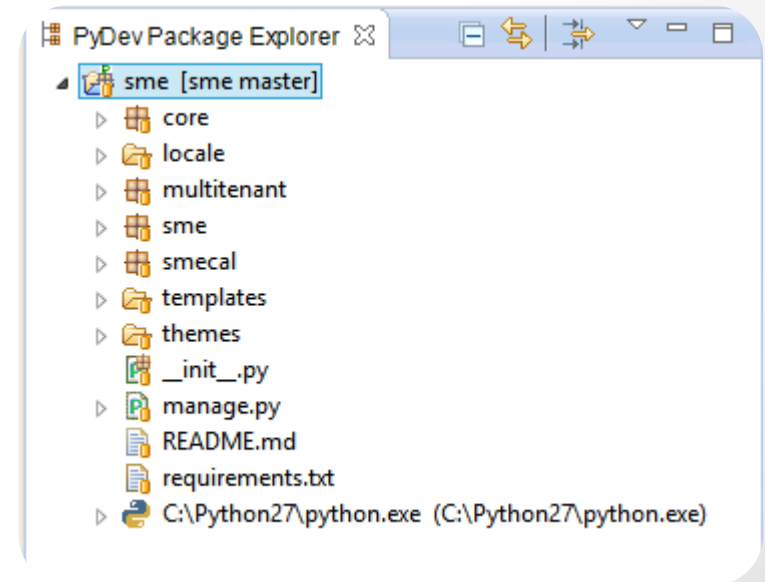 PyDev Package Explorer
sme [sme master]
core
locale
multitenant
sme
smecal
templates
themes
__init__.py
manage.py
README.md
requirements.txt
C:\Python27\python.exe (C:\Python27\python.exe)